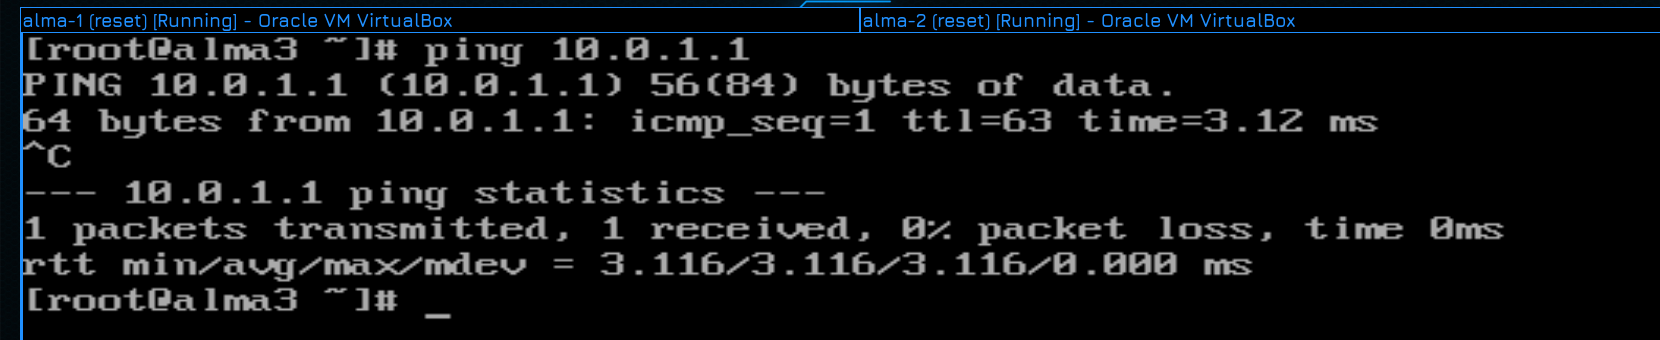 alma-1 (reset) [Running] - Oracle VM VirtualBox
alma-2 (reset) [Running] - Oracle VM VirtualBox
[root@alma3 ~]# ping 10.0.1.1
PING 10.0.1.1 (10.0.1.1) 56(84) bytes of data.
64 bytes from 10.0.1.1: icmp_seq=1 ttl=63 time=3.12 ms
^C
--- 10.0.1.1 ping statistics ---
1 packets transmitted, 1 received, 0% packet loss, time 0ms
rtt min/avg/max/mdev = 3.116/3.116/3.116/0.000 ms
[root@alma3 ~]# _